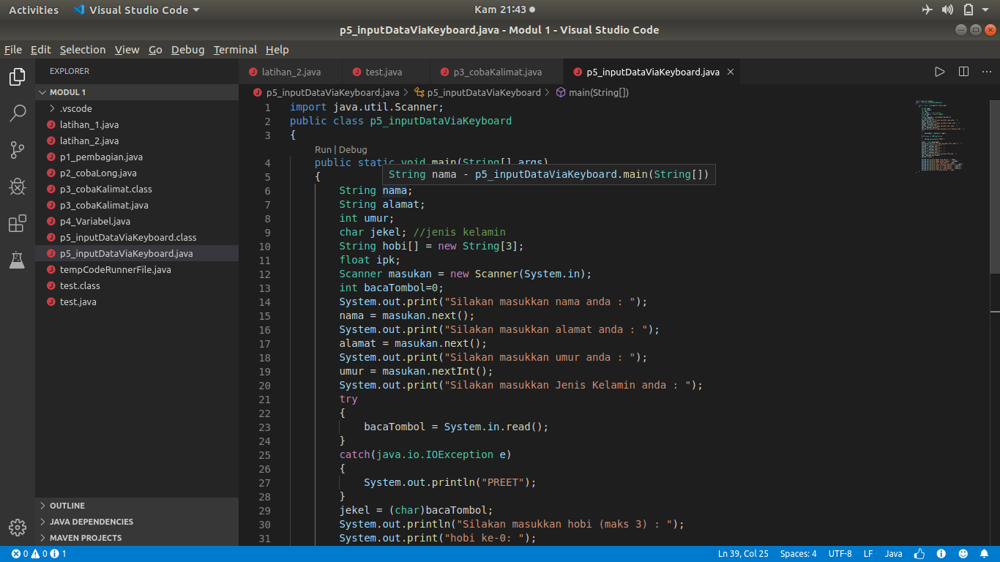 Activities Visual Studio Code Kam 21:43
p5_inputDataViaKeyboard.java - Modul 1 - Visual Studio Code
File Edit Selection View Go Debug Terminal Help
EXPLORER
MODUL 1
.vscode
latihan_1.java
latihan_2.java
p1_pembagian.java
p2_cobaLong.java
p3_cobaKalimat.class
p3_cobaKalimat.java
p4_Variabel.java
p5_inputDataViaKeyboard.class
p5_inputDataViaKeyboard.java
tempCodeRunnerFile.java
test.class
test.java
OUTLINE
JAVA DEPENDENCIES
MAVEN PROJECTS
latihan_2.java test.java p3_cobaKalimat.java p5_inputDataViaKeyboard.java
p5_inputDataViaKeyboard.java > p5_inputDataViaKeyboard > main(String[])
1 import java.util.Scanner;
2 public class p5_inputDataViaKeyboard
3 {
Run | Debug
4 public static void main(String[] args)
String nama - p5_inputDataViaKeyboard.main(String[])
5 {
6 String nama;
7 String alamat;
8 int umur;
9 char jekel; //jenis kelamin
10 String hobi[] = new String[3];
11 float ipk;
12 Scanner masukan = new Scanner(System.in);
13 int bacaTombol=0;
14 System.out.print("Silakan masukkan nama anda : ");
15 nama = masukan.next();
16 System.out.print("Silakan masukkan alamat anda : ");
17 alamat = masukan.next();
18 System.out.print("Silakan masukkan umur anda : ");
19 umur = masukan.nextInt();
20 System.out.print("Silakan masukkan Jenis Kelamin anda : ");
21 try
22 {
23 bacaTombol = System.in.read();
24 }
25 catch(java.io.IOException e)
26 {
27 System.out.println("PREET");
28 }
29 jekel = (char)bacaTombol;
30 System.out.println("Silakan masukkan hobi (maks 3) : ");
31 System.out.print("hobi ke-0: ");
0 0 1 Ln 39, Col 25 Spaces: 4 UTF-8 LF Java